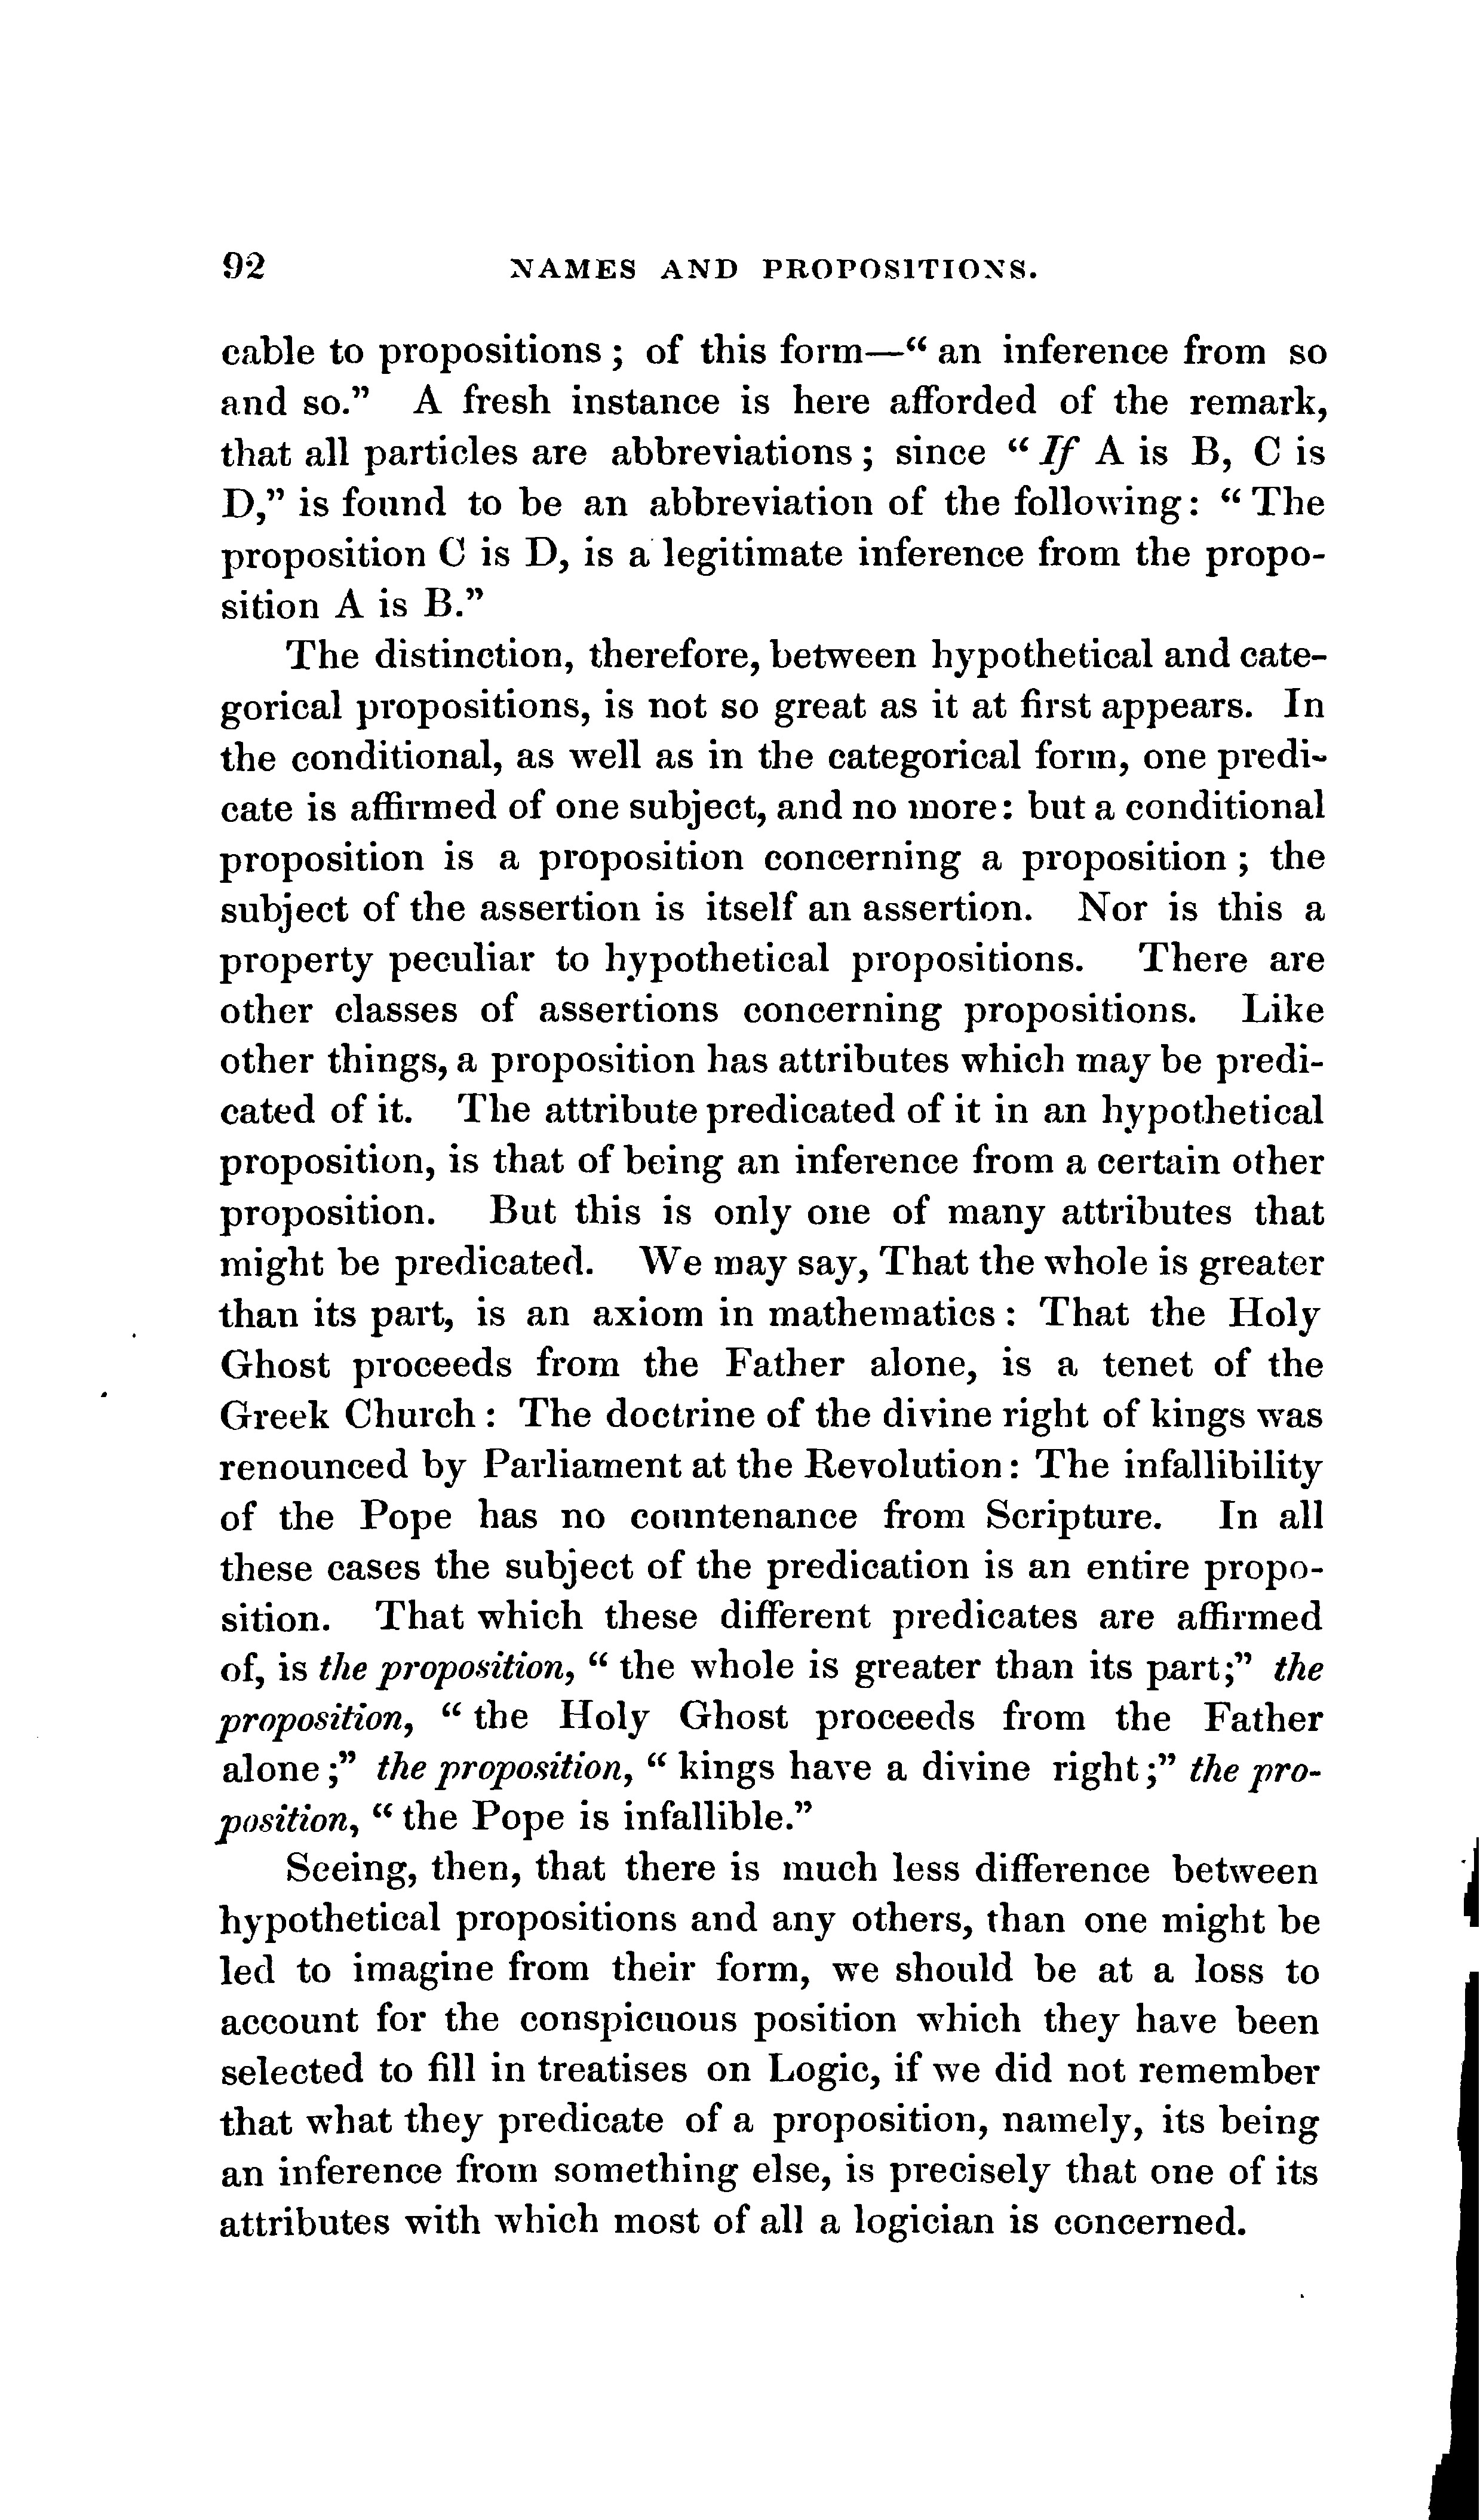 92 NAMES AND PROPOSITIONS.
cable to propositions ; of this form—“ an inference from so
and so.” A fresh instance is here afforded of the remark,
that all particles are abbreviations ; since “ If A is B, C is
D,” is found to be an abbreviation of the following: “ The
proposition C is D, is a legitimate inference from the propo-
sition A is B.”
The distinction, therefore, between hypothetical and cate-
gorical propositions, is not so great as it at first appears. In
the conditional, as well as in the categorical form, one predi-
cate is affirmed of one subject, and no more: but a conditional
proposition is a proposition concerning a proposition ; the
subject of the assertion is itself an assertion. Nor is this a
property peculiar to hypothetical propositions. There are
other classes of assertions concerning propositions. Like
other things, a proposition has attributes which may be predi-
cated of it. The attribute predicated of it in an hypothetical
proposition, is that of being an inference from a certain other
proposition. But this is only one of many attributes that
might be predicated. We may say, That the whole is greater
than its part, is an axiom in mathematics : That the Holy
Ghost proceeds from the Father alone, is a tenet of the
Greek Church : The doctrine of the divine right of kings was
renounced by Parliament at the Revolution: The infallibility
of the Pope has no countenance from Scripture. In all
these cases the subject of the predication is an entire propo-
sition. That which these different predicates are affirmed
of, is the proposition, “ the whole is greater than its part;” the
proposition, “ the Holy Ghost proceeds from the Father
alone ;” the proposition, “ kings have a divine right ;” the pro-
position, “ the Pope is infallible.”
Seeing, then, that there is much less difference between
hypothetical propositions and any others, than one might be
led to imagine from their form, we should be at a loss to
account for the conspicuous position which they have been
selected to fill in treatises on Logic, if we did not remember
that what they predicate of a proposition, namely, its being
an inference from something else, is precisely that one of its
attributes with which most of all a logician is concerned.